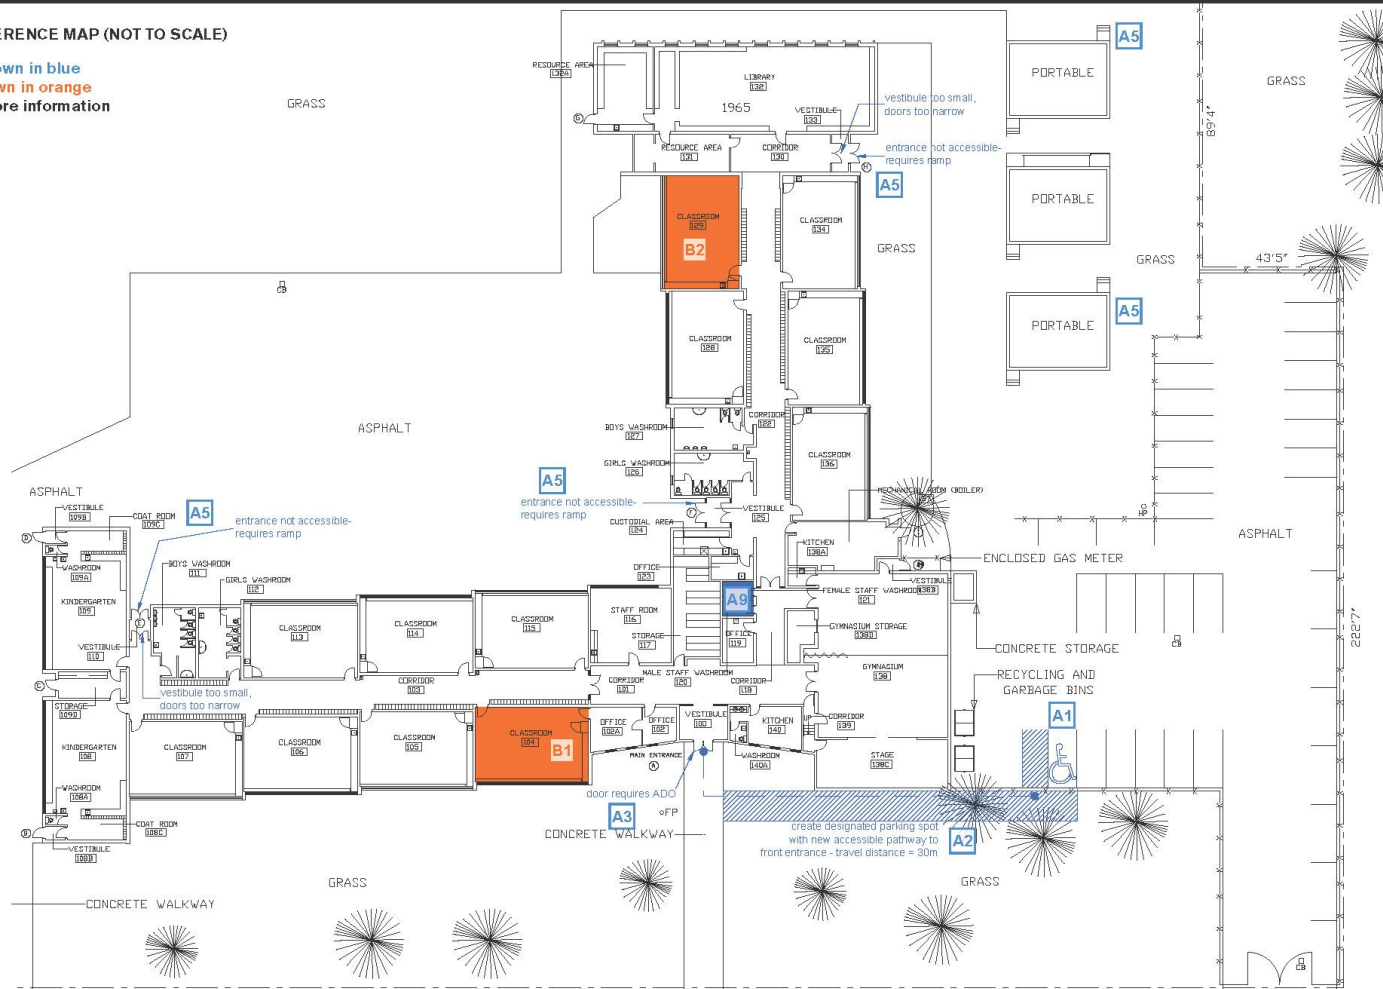 ERENCE MAP (NOT TO SCALE)
own in blue
wn in orange
ore information
GRASS
RESOURCE AREA
132A
LIBRARY
132
1965
VESTIBULE
133
vestibule too small,
doors too narrow
RESOURCE AREA
131
CORRIDOR
130
entrance not accessible-
requires ramp
A5
H
G
A5
PORTABLE
GRASS
89'4"
PORTABLE
GRASS
43'5"
A5
PORTABLE
CLASSROOM
129
B2
CLASSROOM
134
GRASS
CB
CLASSROOM
128
CLASSROOM
135
ASPHALT
BOYS WASHROOM
127
CORRIDOR
122
GIRLS WASHROOM
126
CLASSROOM
136
A5
entrance not accessible-
requires ramp
F
VESTIBULE
125
MECHANICAL ROOM (BOILER)
CUSTODIAL AREA
124
KITCHEN
138A
HP
ASPHALT
ENCLOSED GAS METER
ASPHALT
VESTIBULE
109B
COAT ROOM
109C
A5
entrance not accessible-
requires ramp
D
WASHROOM
109A
BOYS WASHROOM
111
GIRLS WASHROOM
112
OFFICE
123
A9
VESTIBULE
138B
FEMALE STAFF WASHROOM
121
KINDERGARTEN
109
E
CLASSROOM
113
CLASSROOM
114
CLASSROOM
115
STAFF ROOM
116
STORAGE
117
OFFICE
119
GYMNASIUM STORAGE
138D
VESTIBULE
110
CONCRETE STORAGE
222'7"
CB
C
STORAGE
109D
vestibule too small,
doors too narrow
CORRIDOR
103
CORRIDOR
101
MALE STAFF WASHROOM
120
CORRIDOR
118
GYMNASIUM
138
RECYCLING AND
GARBAGE BINS
A1
KINDERGARTEN
108
CLASSROOM
107
CLASSROOM
106
CLASSROOM
105
CLASSROOM
104
B1
OFFICE
102A
OFFICE
102
VESTIBULE
100
KITCHEN
140
UP
CORRIDOR
139
MAIN ENTRANCE
A
WASHROOM
140A
STAGE
138C
WASHROOM
108A
COAT ROOM
108C
B
VESTIBULE
108B
door requires ADO
A3
FP
CONCRETE WALKWAY
create designated parking spot
with new accessible pathway to
front entrance - travel distance = 30m
A2
GRASS
GRASS
CONCRETE WALKWAY
CB